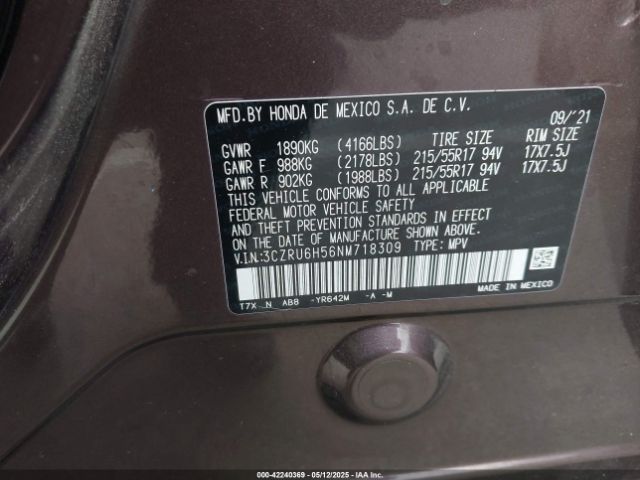 MFD.BY HONDA DE MEXICO S.A. DE C.V. 09/'21
GVWR 1890KG (4166LBS) TIRE SIZE RIM SIZE
GAWR F 988KG (2178LBS) 215/55R17 94V 17X7.5J
GAWR R 902KG (1988LBS) 215/55R17 94V 17X7.5J
THIS VEHICLE CONFORMS TO ALL APPLICABLE
FEDERAL MOTOR VEHICLE SAFETY
AND THEFT PREVENTION STANDARDS IN EFFECT
ON THE DATE OF MANUFACTURE SHOWN ABOVE.
V.I.N.:3CZRU6H56NM718309 TYPE: MPV
T7X N AB8 -YR642M -A -M MADE IN MEXICO
000-42240369 - 05/12/2025 - IAA Inc.